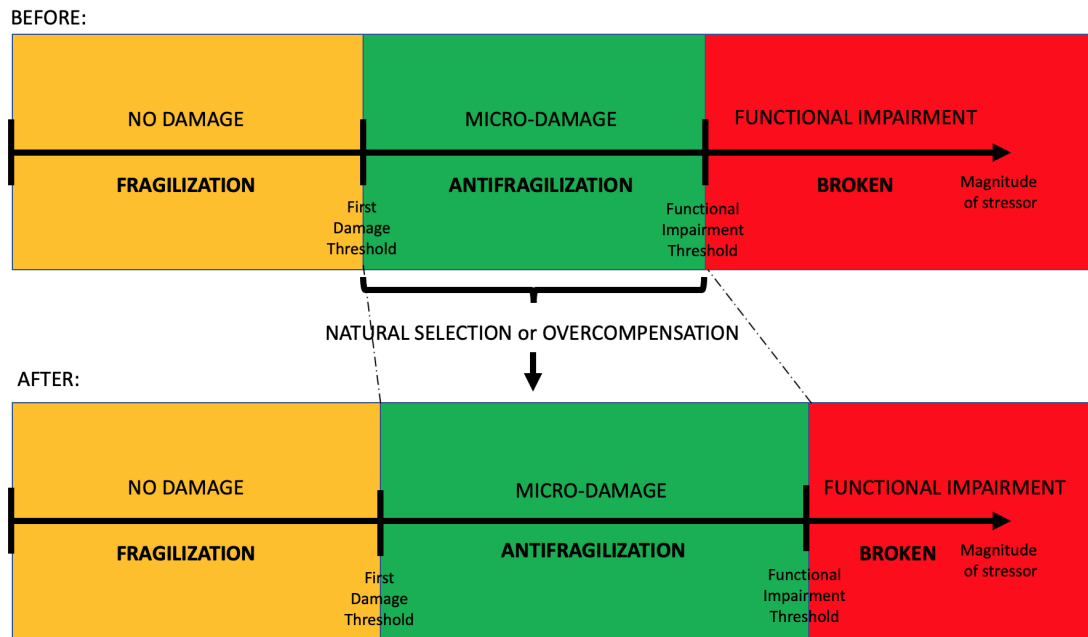 BEFORE:
NO DAMAGE
MICRO-DAMAGE
FUNCTIONAL IMPAIRMENT
FRAGILIZATION
ANTIFRAGILIZATION
BROKEN
Magnitude
of stressor
First
Damage
Threshold
Functional
Impairment
Threshold
NATURAL SELECTION or OVERCOMPENSATION
AFTER:
NO DAMAGE
MICRO-DAMAGE
FUNCTIONAL IMPAIRMENT
FRAGILIZATION
ANTIFRAGILIZATION
BROKEN
Magnitude
of stressor
First
Damage
Threshold
Functional
Impairment
Threshold